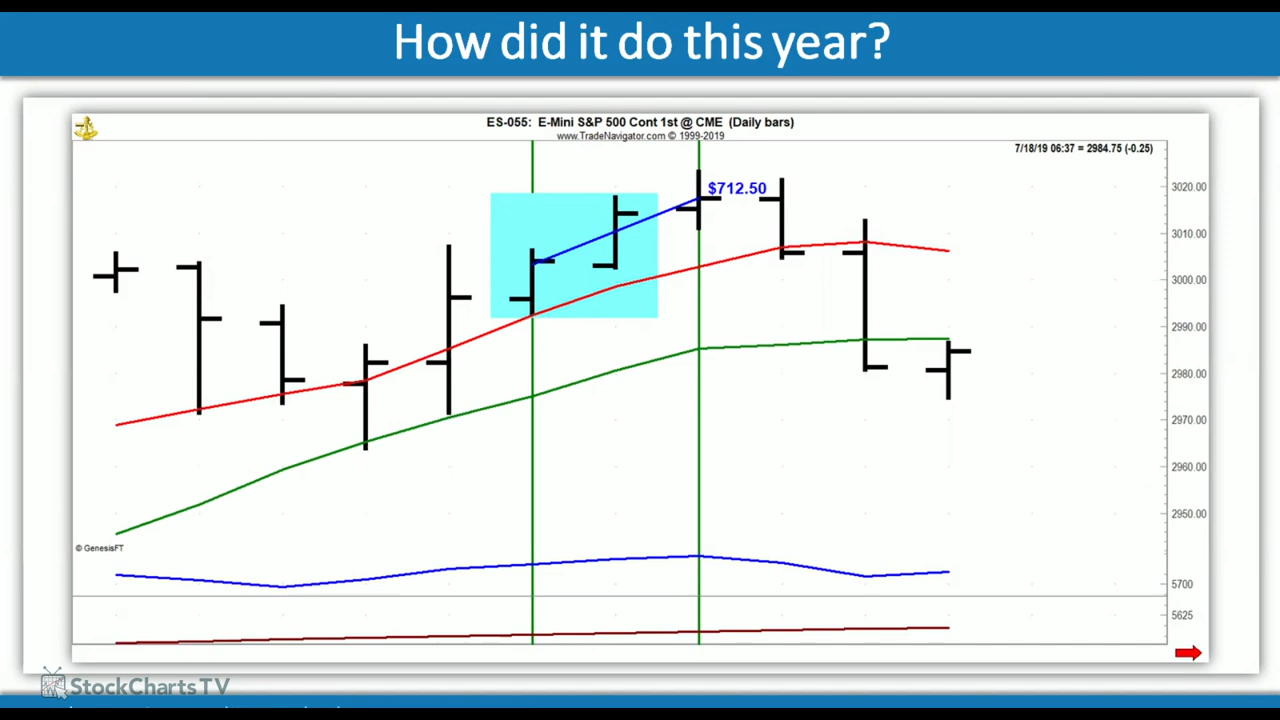 How did it do this year?
ES-055: E-Mini S&P 500 Cont 1st @ CME (Daily bars)
www.TradeNavigator.com © 1999-2019
7/18/19 06:37 = 2984.75 (-0.25)
$712.50
3020.00
3010.00
3000.00
2990.00
2980.00
2970.00
2960.00
2950.00
© GenesisFT
5700
5625
StockChartsTV